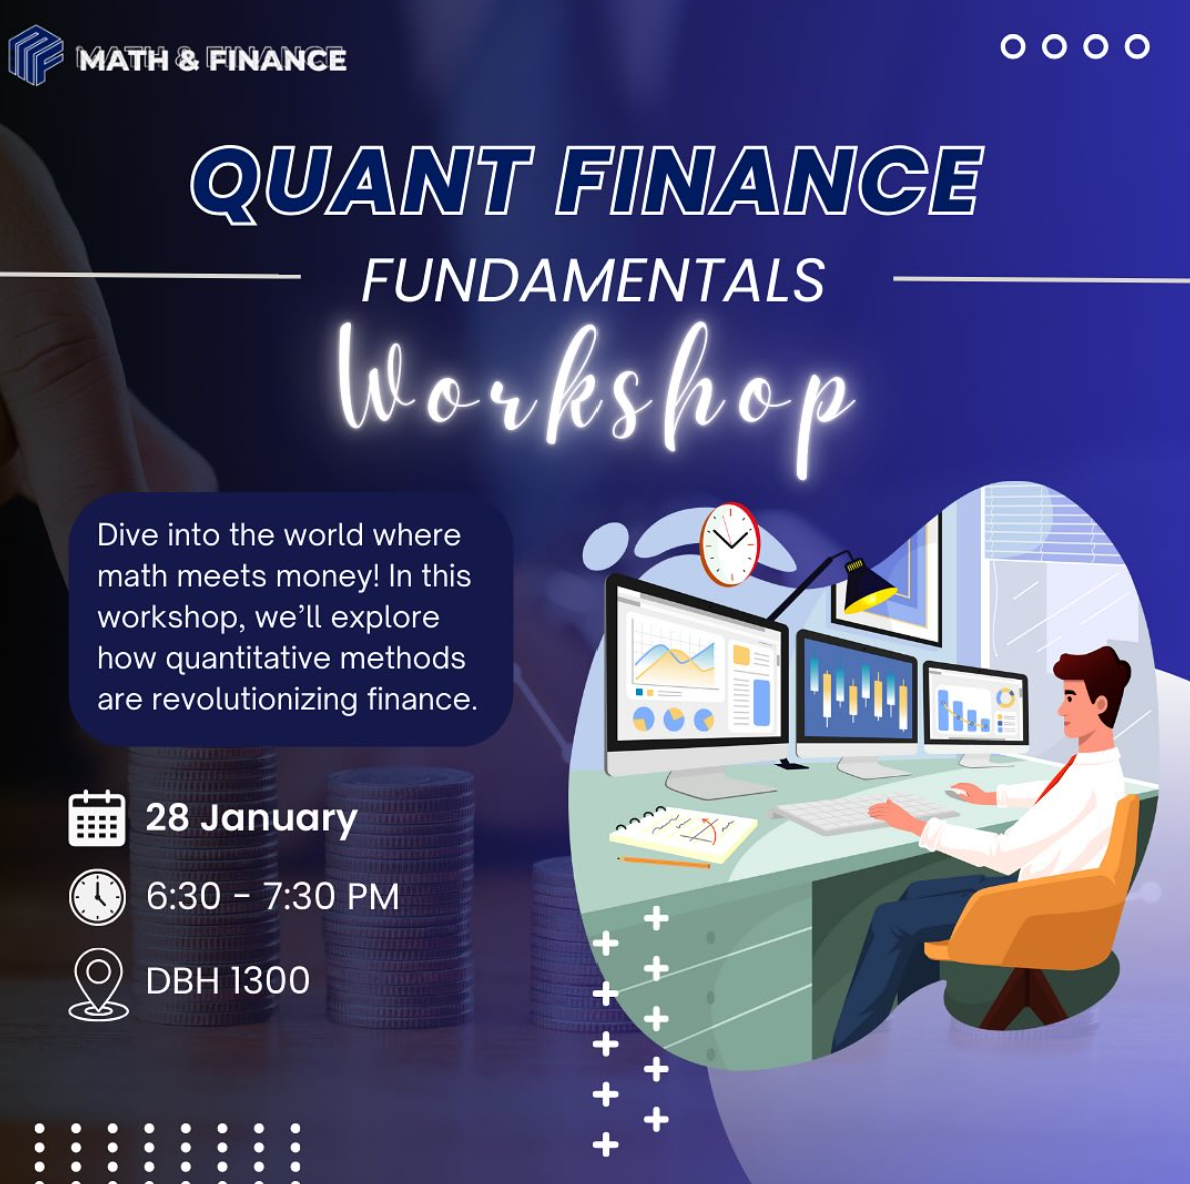 MATH & FINANCE
QUANT FINANCE
FUNDAMENTALS
Workshop
Dive into the world where
math meets money! In this
workshop, we’ll explore
how quantitative methods
are revolutionizing finance.
28 January
6:30 - 7:30 PM
DBH 1300